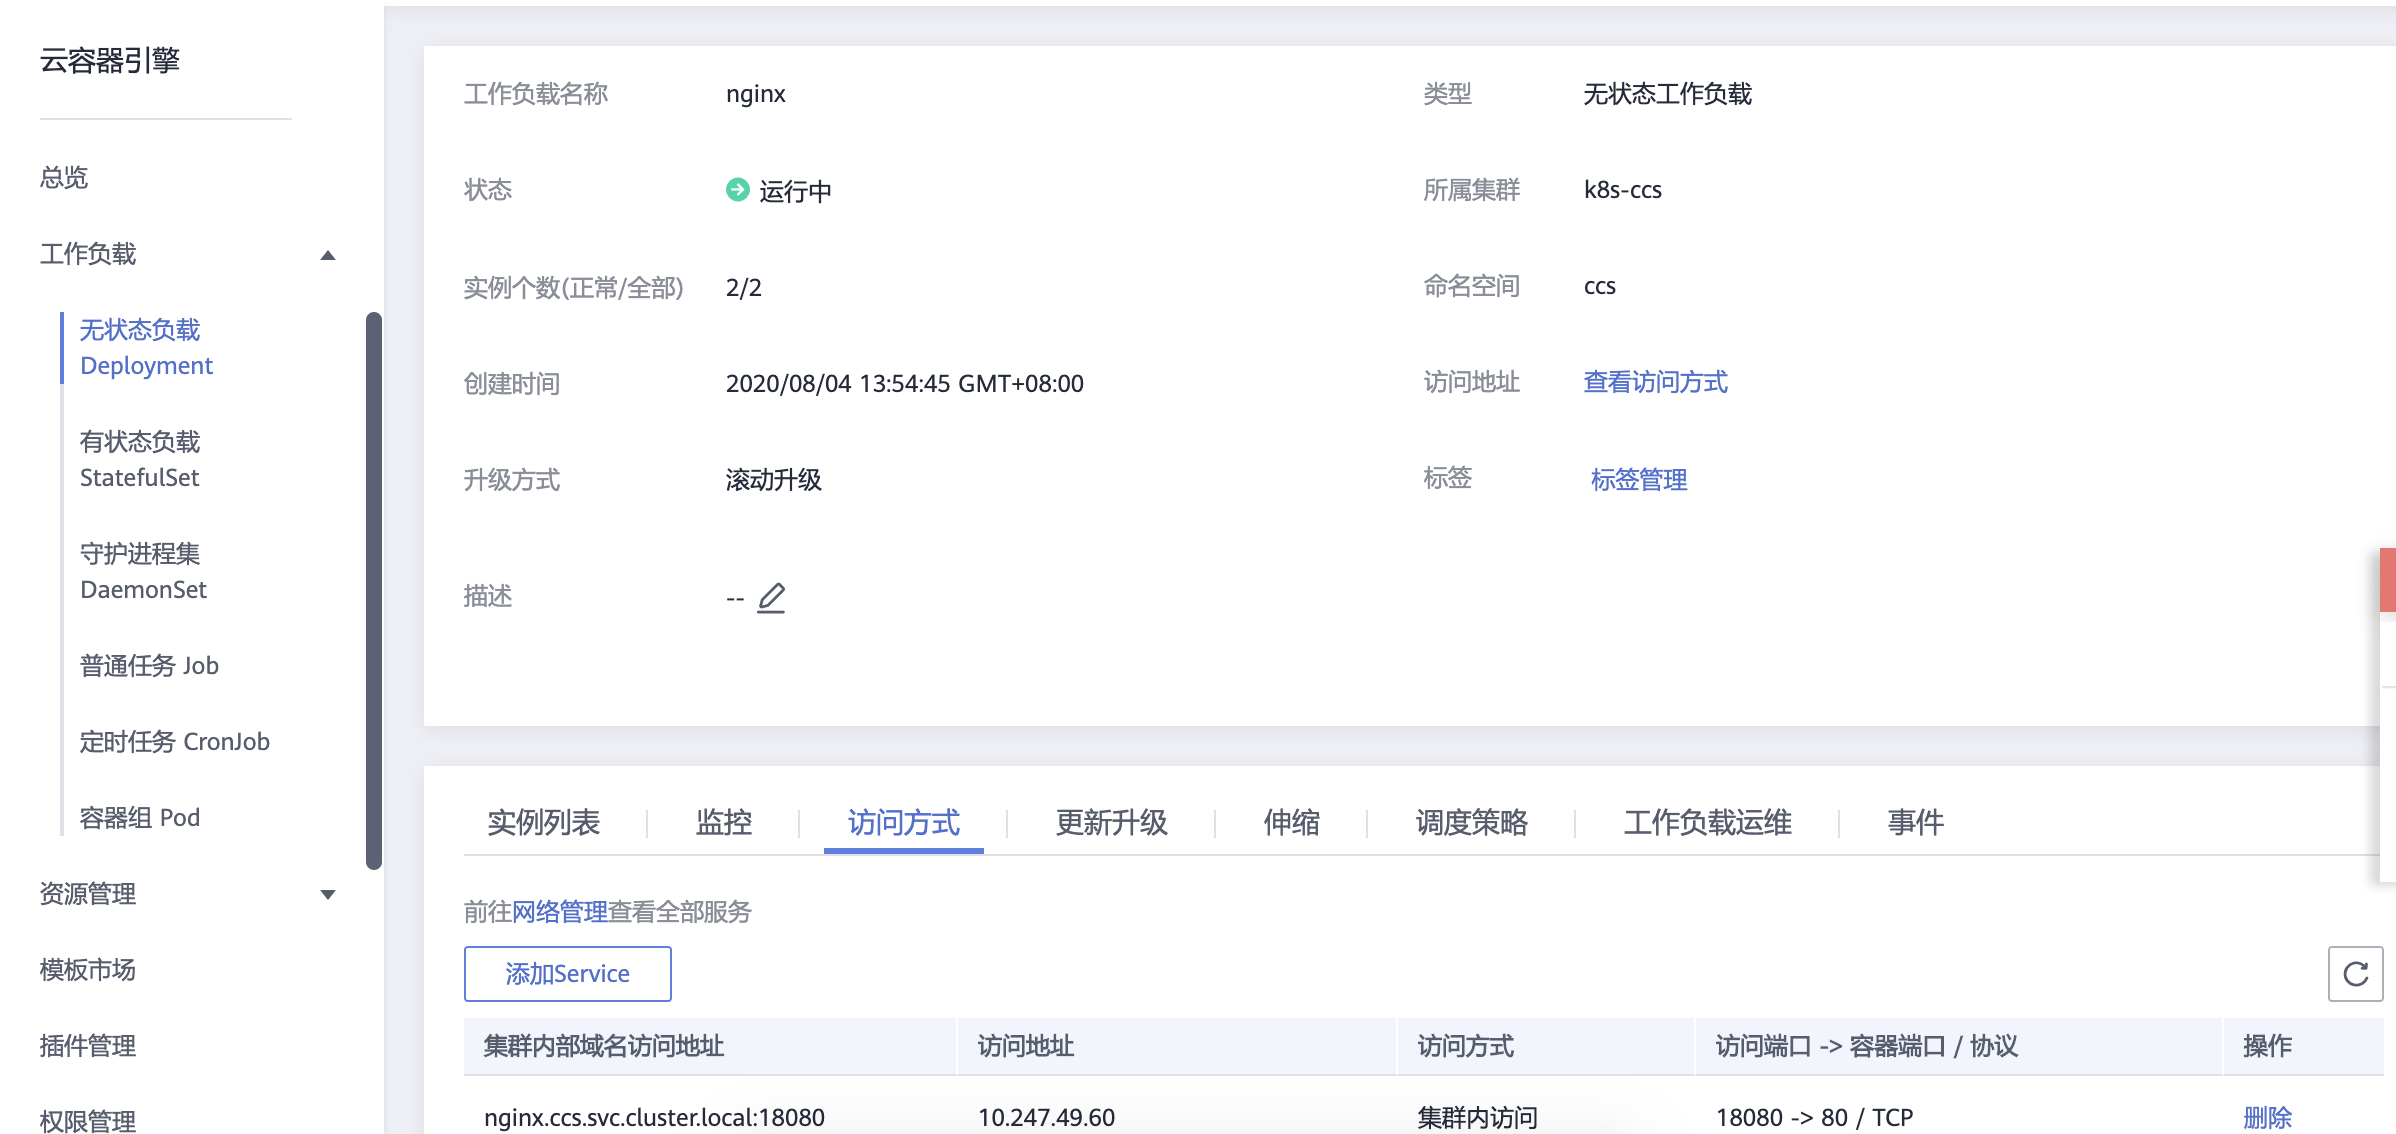 云容器引擎
总览
工作负载
无状态负载
Deployment
有状态负载
StatefulSet
守护进程集
DaemonSet
普通任务 Job
定时任务 CronJob
容器组 Pod
资源管理
模板市场
插件管理
权限管理
工作负载名称 nginx 类型 无状态工作负载
状态 运行中 所属集群 k8s-ccs
实例个数(正常/全部) 2/2 命名空间 ccs
创建时间 2020/08/04 13:54:45 GMT+08:00 访问地址 查看访问方式
升级方式 滚动升级 标签 标签管理
描述 --
实例列表 监控 访问方式 更新升级 伸缩 调度策略 工作负载运维 事件
前往网络管理查看全部服务
添加Service
集群内部域名访问地址 访问地址 访问方式 访问端口 -> 容器端口 / 协议 操作
nginx.ccs.svc.cluster.local:18080 10.247.49.60 集群内访问 18080 -> 80 / TCP 删除